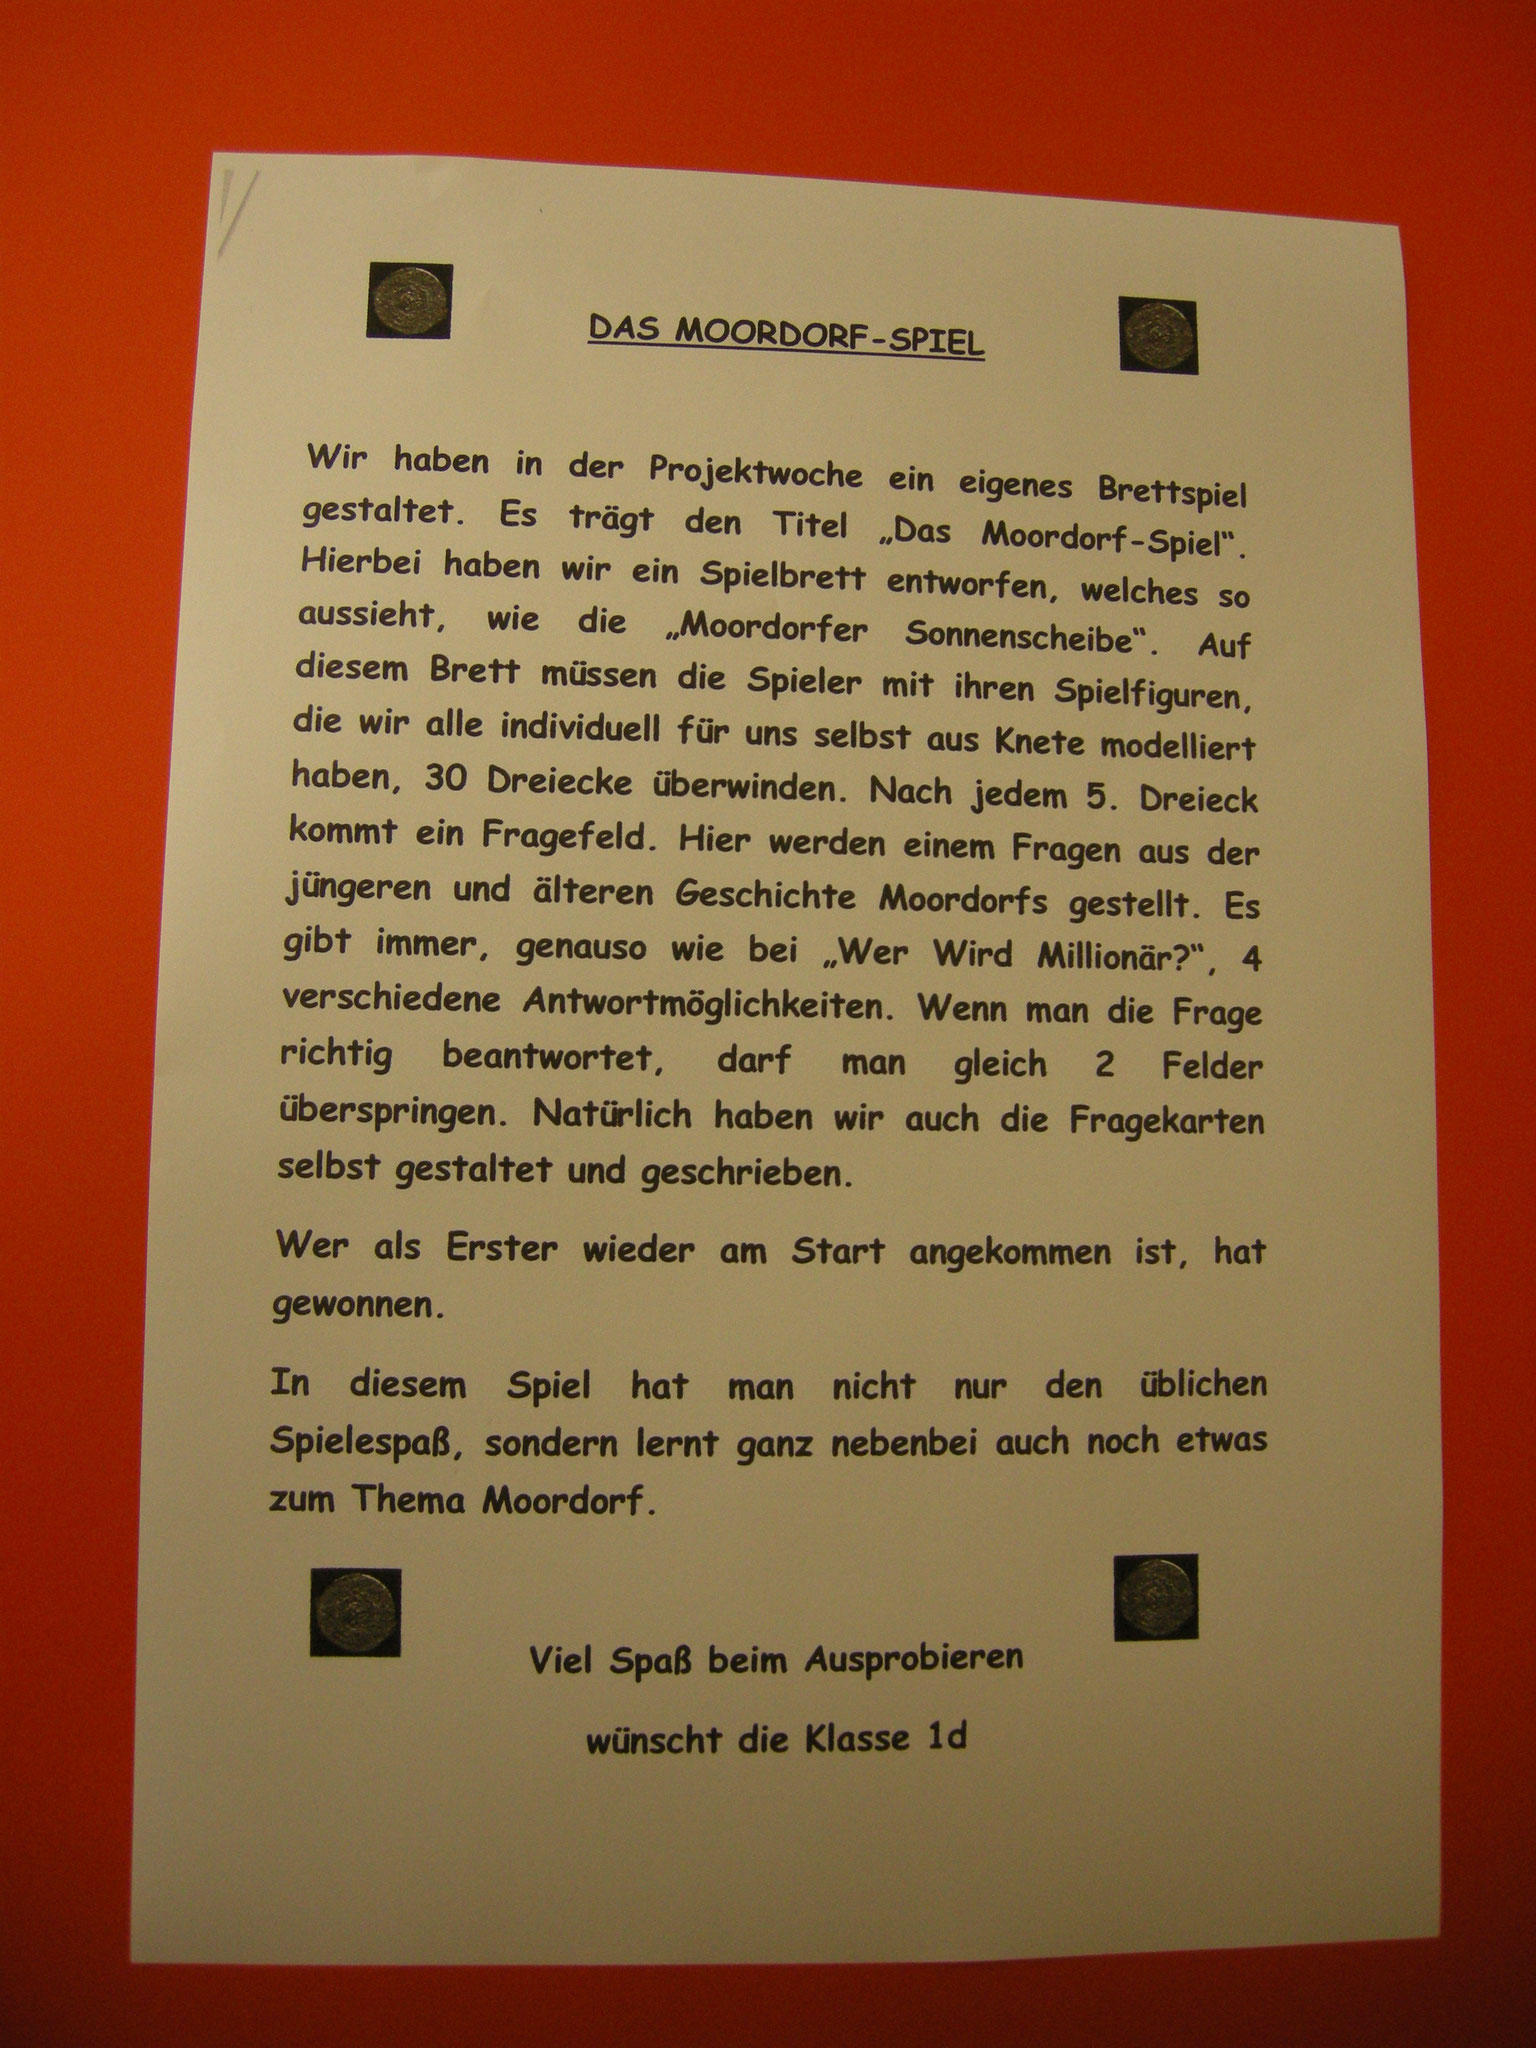 DAS MOORDORF-SPIEL
Wir haben in der Projektwoche ein eigenes Brettspiel
gestaltet. Es trägt den Titel „Das Moordorf-Spiel“.
Hierbei haben wir ein Spielbrett entworfen, welches so
aussieht, wie die „Moordorfer Sonnenscheibe“. Auf
diesem Brett müssen die Spieler mit ihren Spielfiguren,
die wir alle individuell für uns selbst aus Knete modelliert
haben, 30 Dreiecke überwinden. Nach jedem 5. Dreieck
kommt ein Fragefeld. Hier werden einem Fragen aus der
jüngeren und älteren Geschichte Moordorfs gestellt. Es
gibt immer, genauso wie bei „Wer Wird Millionär?“, 4
verschiedene Antwortmöglichkeiten. Wenn man die Frage
richtig beantwortet, darf man gleich 2 Felder
überspringen. Natürlich haben wir auch die Fragekarten
selbst gestaltet und geschrieben.
Wer als Erster wieder am Start angekommen ist, hat
gewonnen.
In diesem Spiel hat man nicht nur den üblichen
Spielespaß, sondern lernt ganz nebenbei auch noch etwas
zum Thema Moordorf.
Viel Spaß beim Ausprobieren
wünscht die Klasse 1d